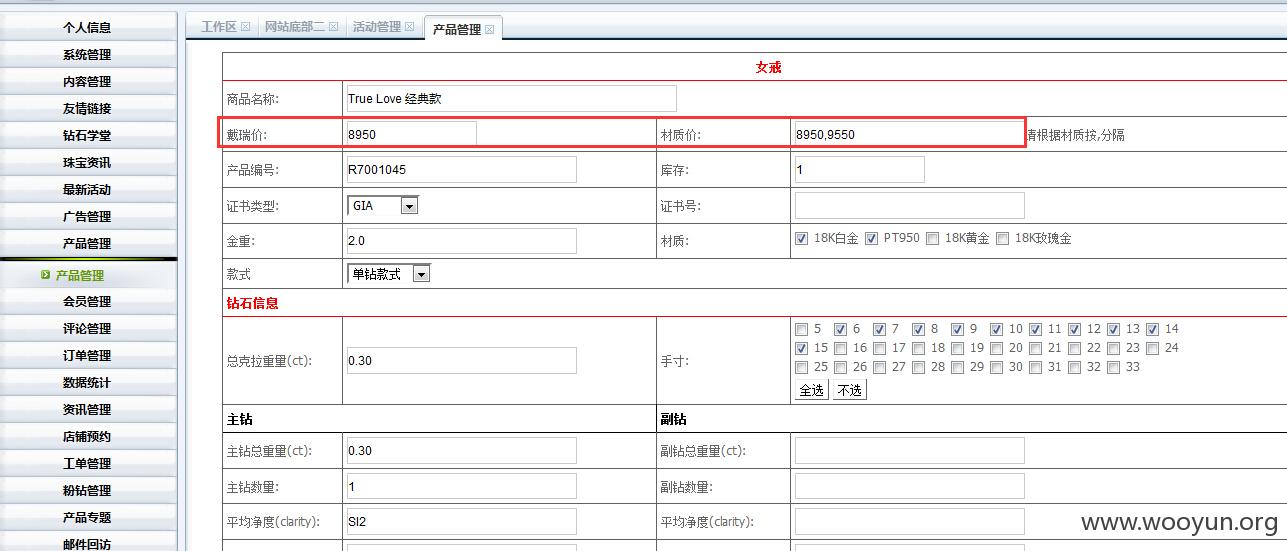 个人信息
系统管理
内容管理
友情链接
钻石学堂
珠宝资讯
最新活动
广告管理
产品管理
产品管理
会员管理
评论管理
订单管理
数据统计
资讯管理
店铺预约
工单管理
粉钻管理
产品专题
邮件回访
工作区 网站底部二 活动管理 产品管理
女戒
商品名称: True Love 经典款
戴瑞价: 8950 材质价: 8950,9550 请根据材质按,分隔
产品编号: R7001045 库存: 1
证书类型: GIA 证书号:
金重: 2.0 材质: 18K白金 PT950 18K黄金 18K玫瑰金
款式 单钻款式
钻石信息
总克拉重量(ct): 0.30 手寸:
5 6 7 8 9 10 11 12 13 14
15 16 17 18 19 20 21 22 23 24
25 26 27 28 29 30 31 32 33
全选 不选
主钻 副钻
主钻总重量(ct): 0.30 副钻总重量(ct):
主钻数量: 1 副钻数量:
平均净度(clarity): SI2 平均净度(clarity):
www.wooyun.org